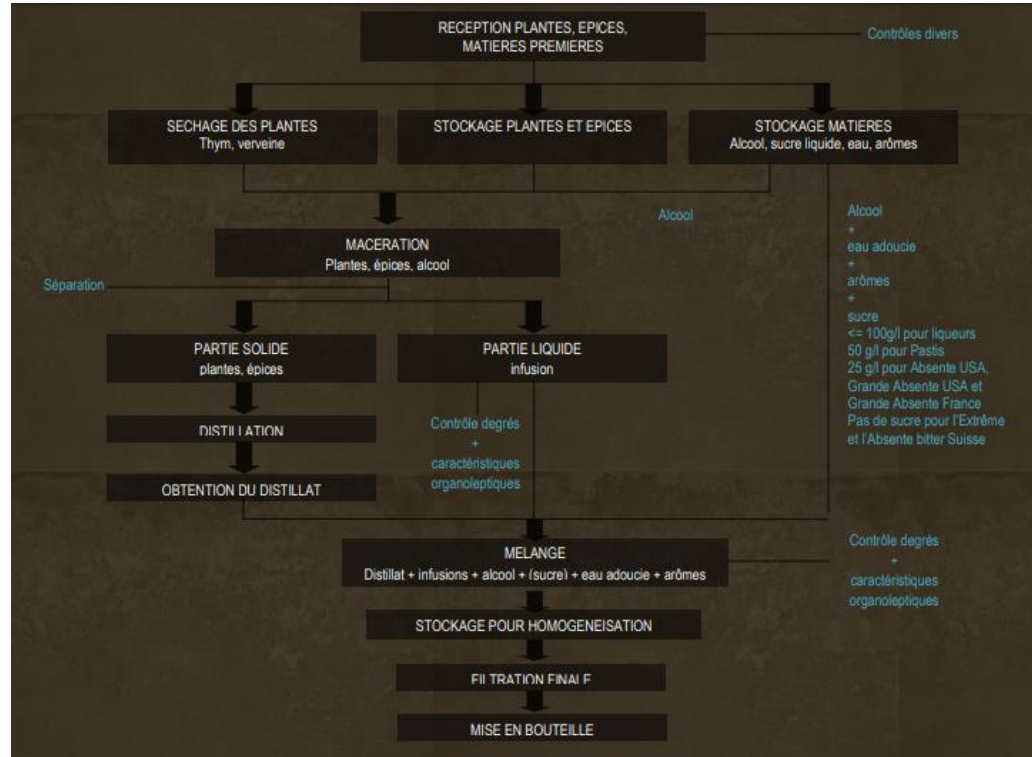 RECEPTION PLANTES, EPICES,
MATIERES PREMIERES
Contrôles divers
SECHAGE DES PLANTES
Thym, verveine
STOCKAGE PLANTES ET EPICES
STOCKAGE MATIERES
Alcool, sucre liquide, eau, arômes
Alcool
MACERATION
Plantes, épices, alcool
Séparation
Alcool
+
eau adoucie
+
arômes
+
sucre
<= 100g/l pour liqueurs
50 g/l pour Pastis
25 g/l pour Absente USA,
Grande Absente USA et
Grande Absente France
Pas de sucre pour l'Extrême
et l'Absente bitter Suisse
PARTIE SOLIDE
plantes, épices
PARTIE LIQUIDE
infusion
DISTILLATION
Contrôle degrés
+
caractéristiques
organoleptiques
OBTENTION DU DISTILLAT
MELANGE
Distillat + infusions + alcool + (sucre) + eau adoucie + arômes
Contrôle degrés
+
caractéristiques
organoleptiques
STOCKAGE POUR HOMOGENEISATION
FILTRATION FINALE
MISE EN BOUTEILLE